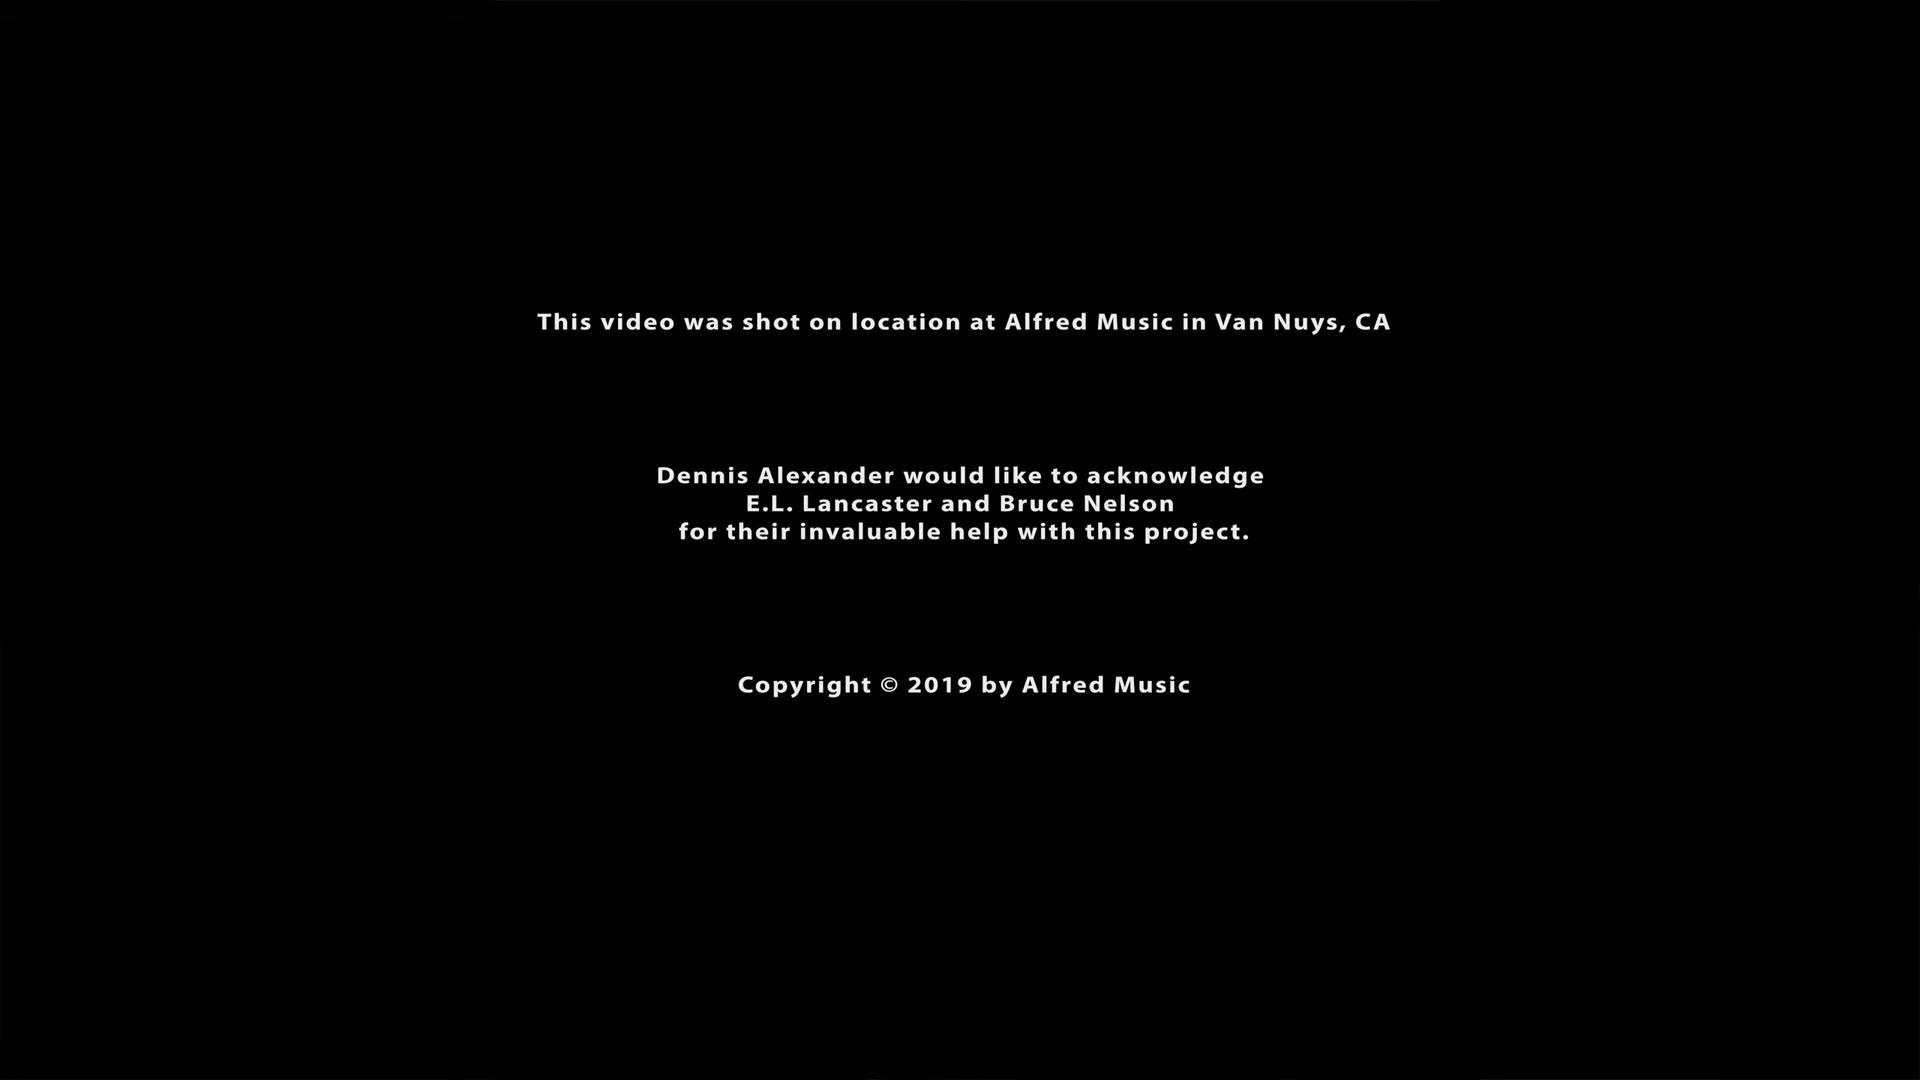 This video was shot on location at Alfred Music in Van Nuys, CA
Dennis Alexander would like to acknowledge
E.L. Lancaster and Bruce Nelson
for their invaluable help with this project.
Copyright © 2019 by Alfred Music